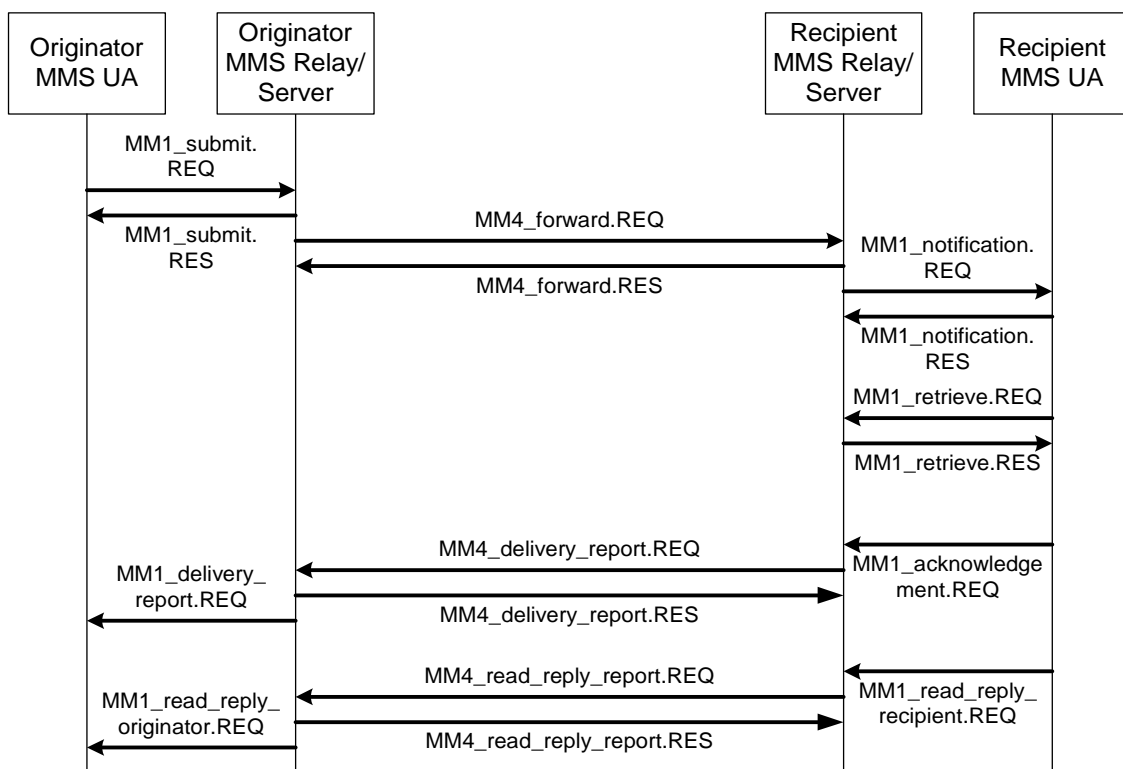 Originator
MMS UA
Originator
MMS Relay/
Server
Recipient
MMS Relay/
Server
Recipient
MMS UA
MM1_submit.
REQ
MM1_submit.
RES
MM4_forward.REQ
MM4_forward.RES
MM1_notification.
REQ
MM1_notification.
RES
MM1_retrieve.REQ
MM1_retrieve.RES
MM1_acknowledge
ment.REQ
MM4_delivery_report.REQ
MM4_delivery_report.RES
MM1_delivery_
report.REQ
MM1_read_reply_
recipient.REQ
MM4_read_reply_report.REQ
MM4_read_reply_report.RES
MM1_read_reply_
originator.REQ